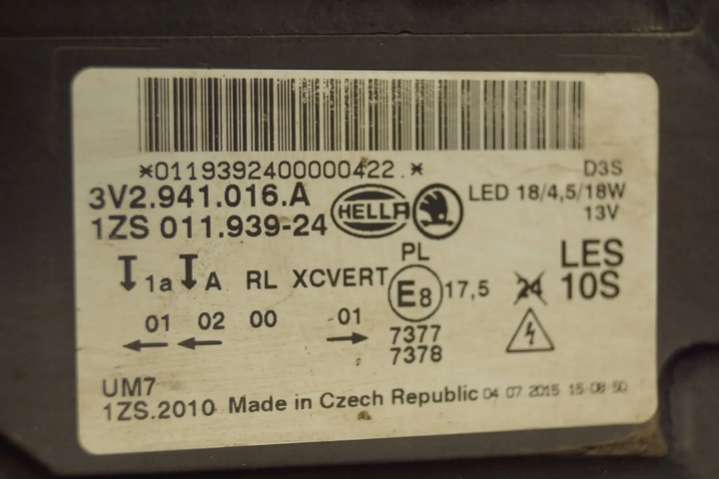 *0119392400000422.*
D3S
3V2.941.016.A
HELLA
LED 18/4,5/18W
13V
1ZS 011.939-24
PL
LES
1a A RL XCVERT E8 17,5 24 10S
01 02 00 01
7377
7378
UM7
1ZS.2010 Made in Czech Republic 04 07 2015 15:08:50